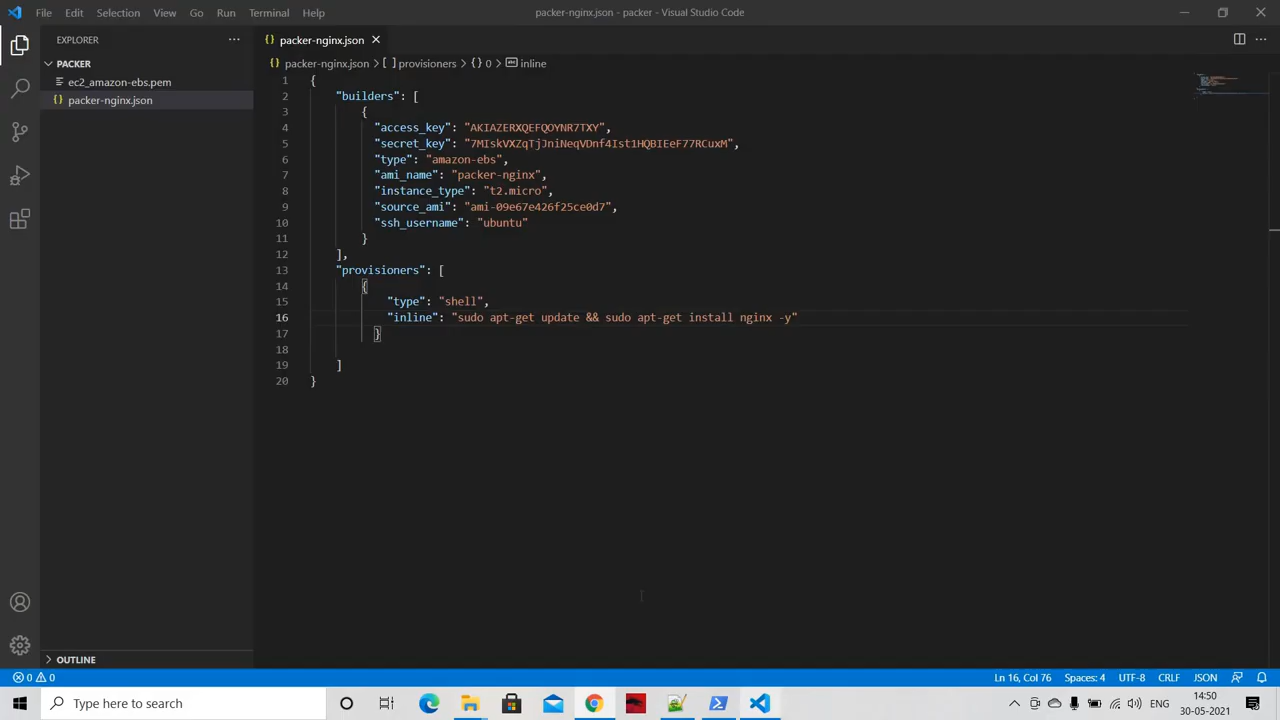 File Edit Selection View Go Run Terminal Help
packer-nginx.json - packer - Visual Studio Code
EXPLORER
packer-nginx.json
PACKER
packer-nginx.json > [ ] provisioners > {} 0 > inline
ec2_amazon-ebs.pem
packer-nginx.json
1 {
2 "builders": [
3 {
4 "access_key": "AKIAZERXQEFQOYNR7TXY",
5 "secret_key": "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",
6 "type": "amazon-ebs",
7 "ami_name": "packer-nginx",
8 "instance_type": "t2.micro",
9 "source_ami": "ami-09e67e426f25ce0d7",
10 "ssh_username": "ubuntu"
11 }
12 ],
13 "provisioners": [
14 {
15 "type": "shell",
16 "inline": "sudo apt-get update && sudo apt-get install nginx -y"
17 }
18
19 ]
20 }
OUTLINE
0 0
Ln 16, Col 76 Spaces: 4 UTF-8 CRLF JSON
Type here to search
ENG
14:50
30-05-2021